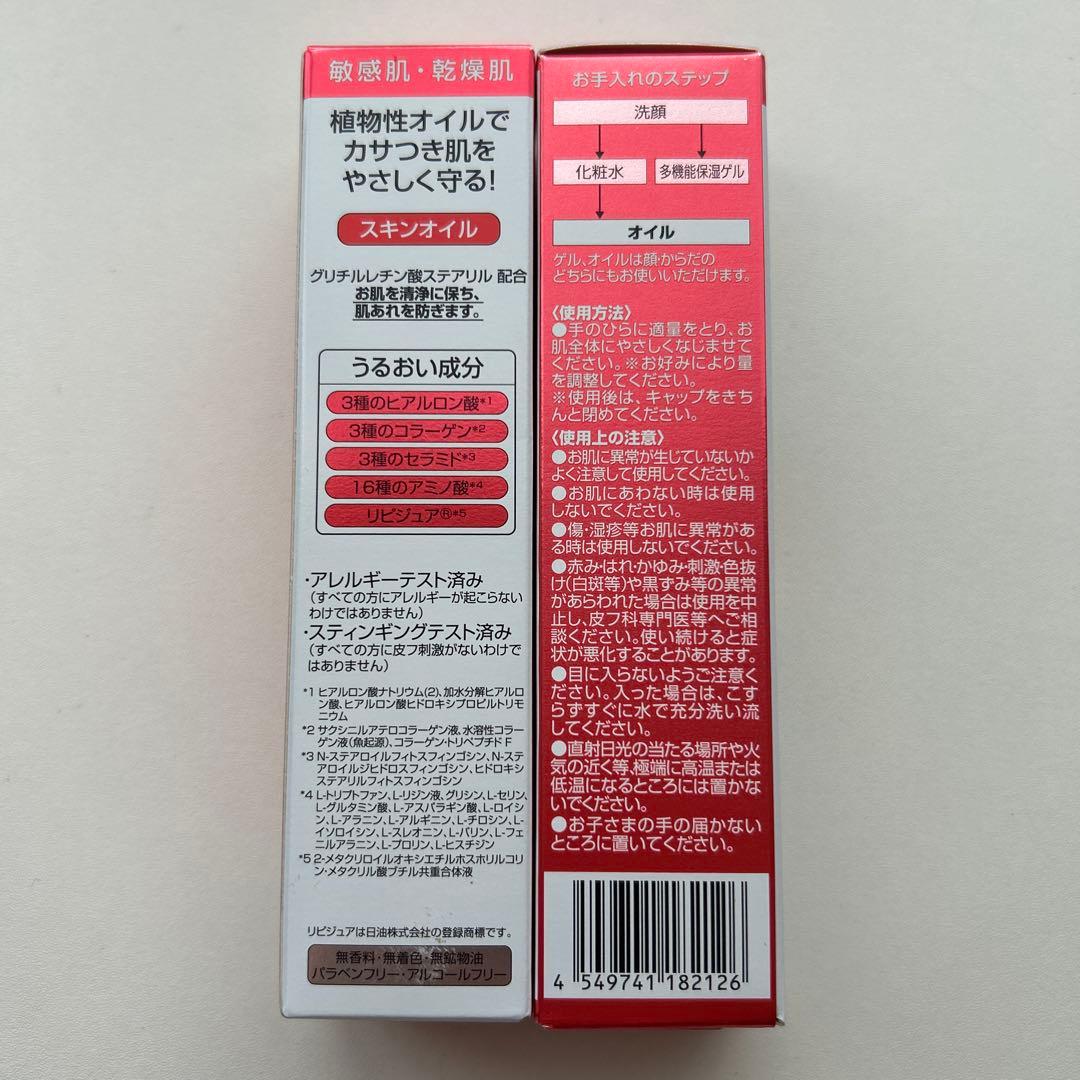 敏感肌・乾燥肌
植物性オイルで
カサつき肌を
やさしく守る!
スキンオイル
グリチルレチン酸ステアリル 配合
お肌を清浄に保ち、
肌あれを防ぎます。
うるおい成分
3種のヒアルロン酸*1
3種のコラーゲン*2
3種のセラミド*3
16種のアミノ酸*4
リピジュア®*5
・アレルギーテスト済み
(すべての方にアレルギーが起こらない
わけではありません)
・スティンギングテスト済み
(すべての方に皮フ刺激がないわけで
はありません)
*1 ヒアルロン酸ナトリウム(2)、加水分解ヒアルロ
ン酸、ヒアルロン酸ヒドロキシプロピルトリモ
ニウム
*2 サクシニルアテロコラーゲン液、水溶性コラー
ゲン液(魚起源)、コラーゲン・トリペプチド F
*3 N-ステアロイルフィトスフィンゴシン、N-ステ
アロイルジヒドロスフィンゴシン、ヒドロキシ
ステアリルフィトスフィンゴシン
*4 L-トリプトファン、L-リジン液、グリシン、L-セリン、
L-グルタミン酸、L-アスパラギン酸、L-ロイシ
ン、L-アラニン、L-アルギニン、L-チロシン、L-
イソロイシン、L-スレオニン、L-バリン、L-フェ
ニルアラニン、L-プロリン、L-ヒスチジン
*5 2-メタクリロイルオキシエチルホスホリルコリ
ン・メタクリル酸ブチル共重合体液
リピジュアは日油株式会社の登録商標です。
無香料・無着色・無鉱物油
パラベンフリー・アルコールフリー
お手入れのステップ
洗顔
化粧水 多機能保湿ゲル
オイル
ゲル、オイルは顔・からだの
どちらにもお使いいただけます。
〈使用方法〉
●手のひらに適量をとり、お
肌全体にやさしくなじませて
ください。※お好みにより量
を調整してください。
※使用後は、キャップをきち
んと閉めてください。
〈使用上の注意〉
●お肌に異常が生じていないか
よく注意して使用してください。
●お肌にあわない時は使用
しないでください。
●傷・湿疹等お肌に異常があ
る時は使用しないでください。
●赤み・はれ・かゆみ・刺激・色抜
け(白斑等)や黒ずみ等の異常
があらわれた場合は使用を中
止し、皮フ科専門医等へご相
談ください。使い続けると症
状が悪化することがあります。
●目に入らないようご注意く
ださい。入った場合は、こす
らずすぐに水で充分洗い流
してください。
●直射日光の当たる場所や火
気の近く等、極端に高温または
低温になるところには置かな
いでください。
●お子さまの手の届かない
ところに置いてください。
4 549741 182126